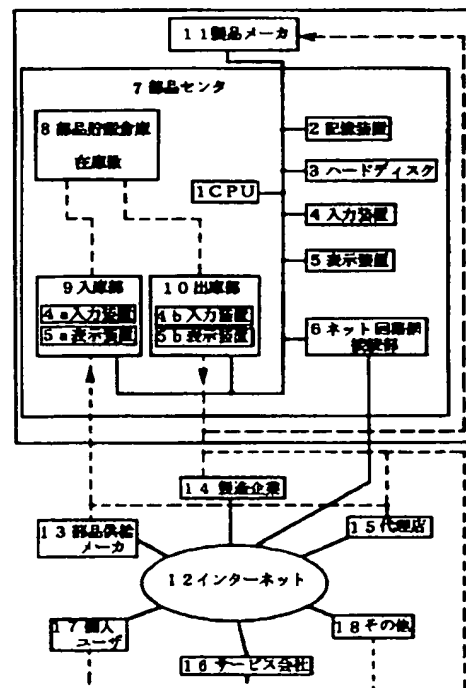 11製品メーカ
7部品センタ
8部品貯蔵倉庫
在庫数
1CPU
2記憶装置
3ハードディスク
4入力装置
5表示装置
9入庫部
4a入力装置
5a表示装置
10出庫部
4b入力装置
5b表示装置
6ネット回路網
接続部
14製造企業
13部品供給
メーカ
15代理店
12インターネット
17個人
ユーザ
18その他
16サービス会社